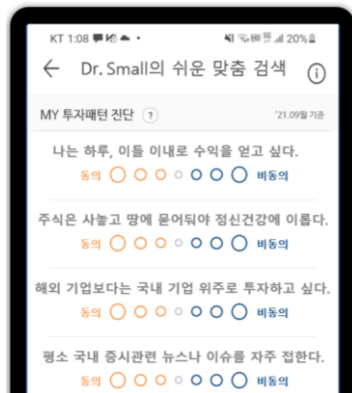 KT 1:08
20%
Dr. Small의 쉬운 맞춤 검색
MY 투자패턴 진단 ?
'21.09월 기준
나는 하루, 이틀 이내로 수익을 얻고 싶다.
동의 비동의
주식은 사놓고 땅에 묻어둬야 정신건강에 이롭다.
동의 비동의
해외 기업보다는 국내 기업 위주로 투자하고 싶다.
동의 비동의
평소 국내 증시관련 뉴스나 이슈를 자주 접한다.
동의 비동의